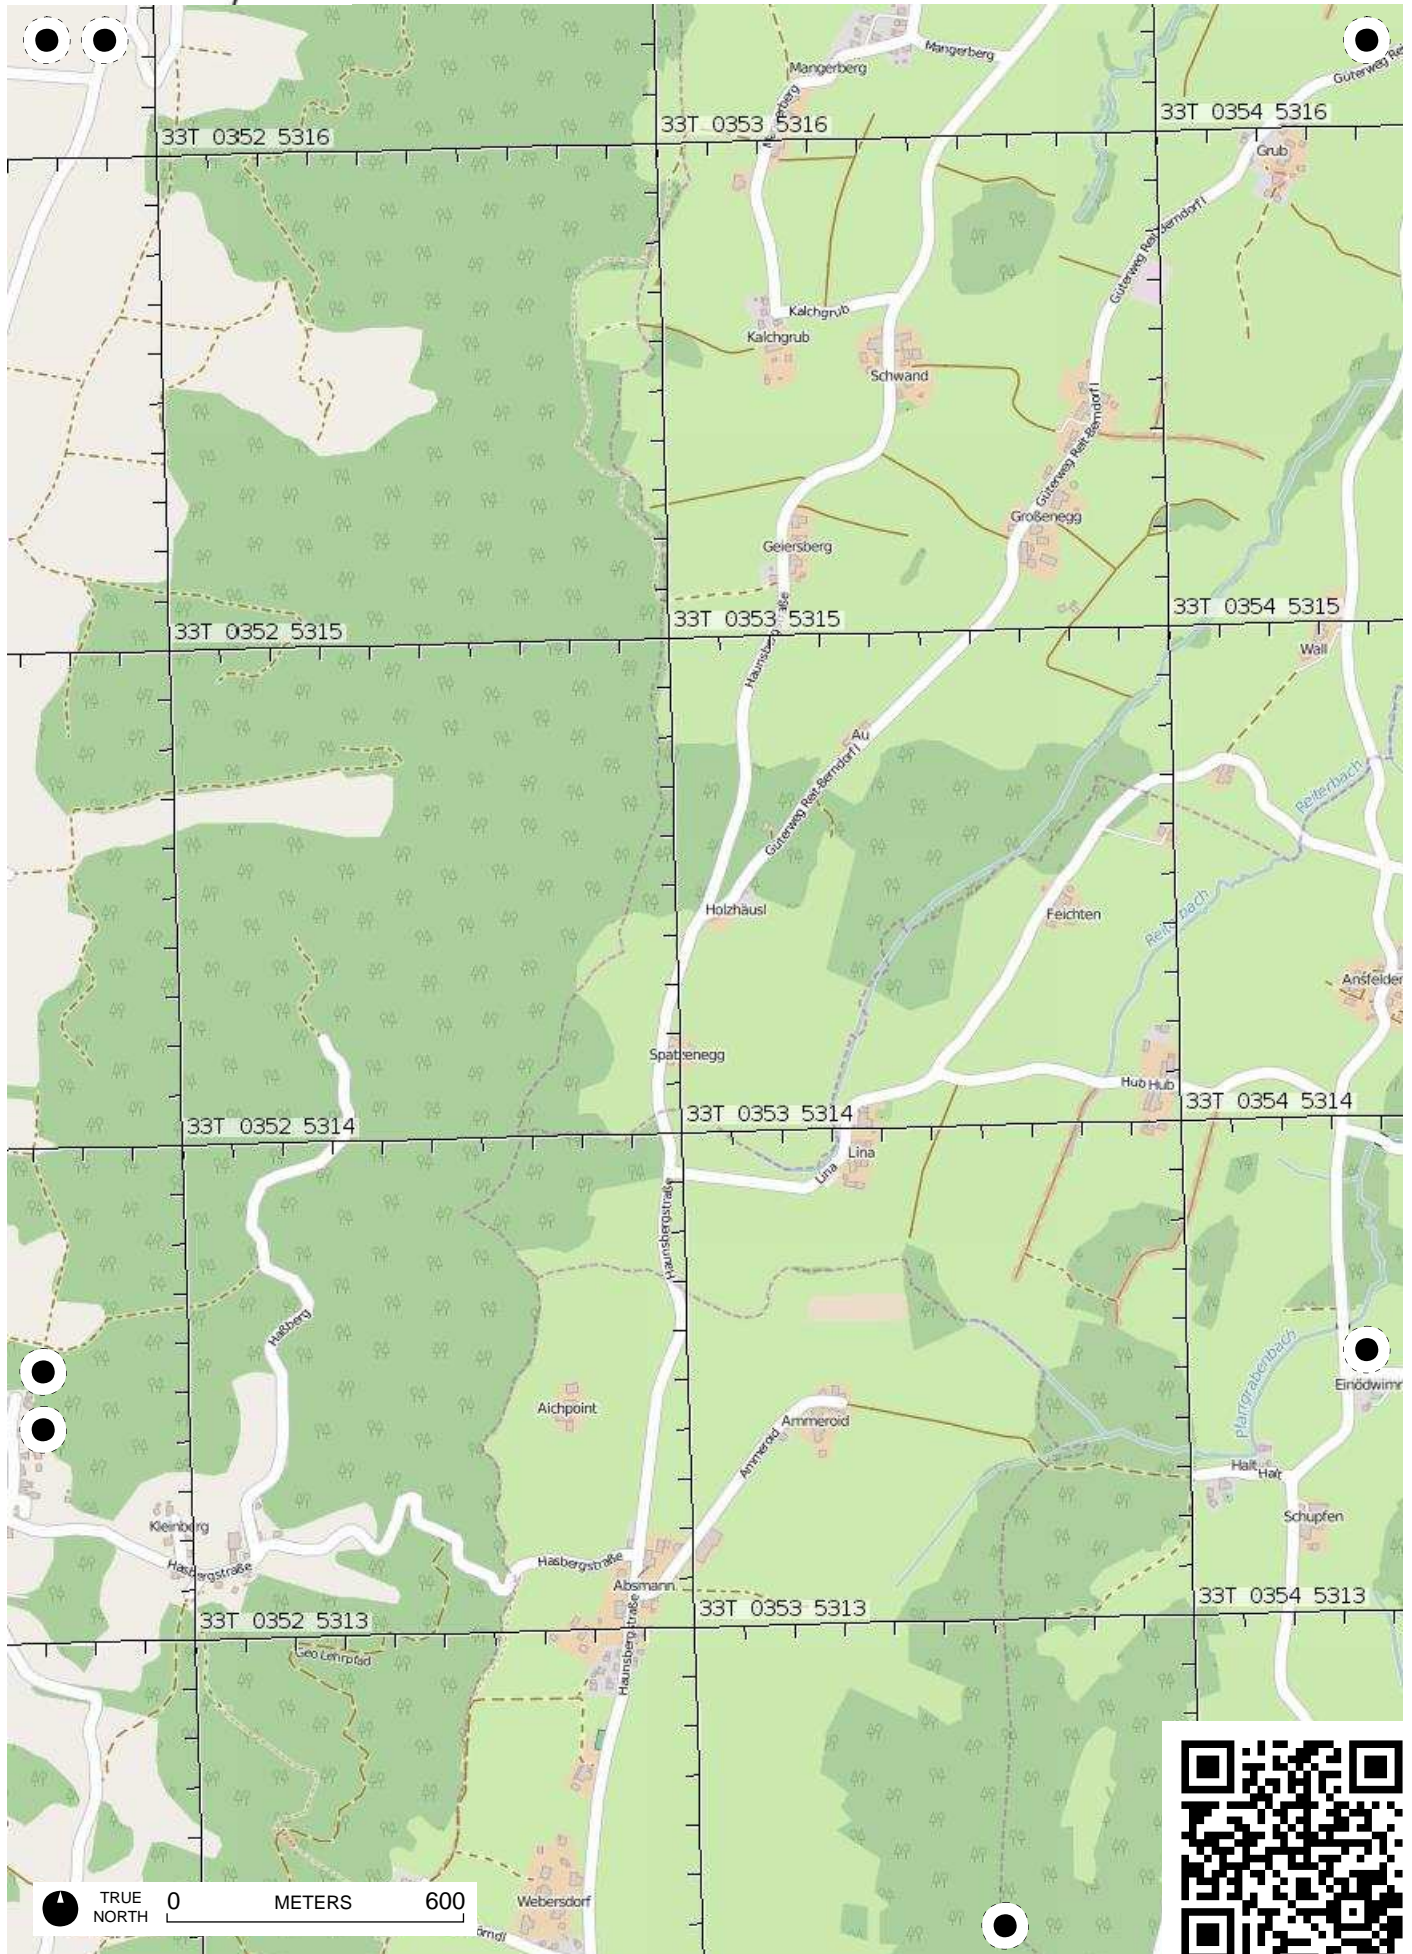 Mangerberg
Mangerberg
Güterweg Rei
33T 0352 5316
33T 0353 5316
33T 0354 5316
Grub
Güterweg Reit-Berndorf I
Kalchgrub
Kalchgrub
Schwand
Güterweg Reit-Berndorf I
Großenegg
Geiersberg
33T 0352 5315
33T 0353 5315
33T 0354 5315
Wall
Au
Güterweg Reit-Berndorf I
Reiterbach
Holzhäusl
Feichten
Reiterbach
Ansfelden
Spatzenegg
Hub Hub
33T 0352 5314
33T 0353 5314
33T 0354 5314
Lina
Lina
Haunsbergstraße
Haßberg
Pfarrgrabenbach
Einödwimm
Aichpoint
Ammeroid
Ammeroid
Halt
Halt
Schupfen
Kleinberg
Hasbergstraße
Hasbergstraße
Absmann
33T 0352 5313
33T 0353 5313
33T 0354 5313
Haunsbergstraße
Geo Lehrpfad
Webersdorf
TRUE NORTH
0 METERS 600